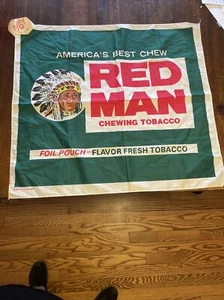 AMERICA'S BEST CHEW
RED
MAN
CHEWING TOBACCO
FOIL POUCH—FLAVOR FRESH TOBACCO